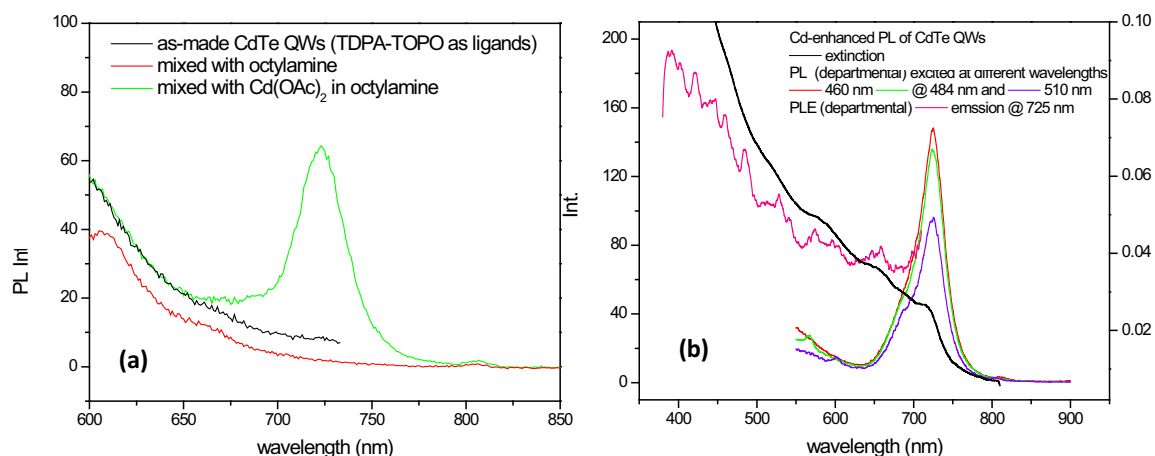 100
80
60
40
20
0
PL Int
as-made CdTe QWs (TDPA-TOPO as ligands)
mixed with octylamine
mixed with Cd(OAc)2 in octylamine
(a)
600 650 700 750 800 850
wavelength (nm)
200
160
120
80
40
0
Int.
Cd-enhanced PL of CdTe QWs
extinction
PL (departmental) excited at different wavelengths
460 nm @ 484 nm and 510 nm
PLE (departmental) emssion @ 725 nm
(b)
0.10
0.08
0.06
0.04
0.02
400 500 600 700 800 900
wavelength (nm)